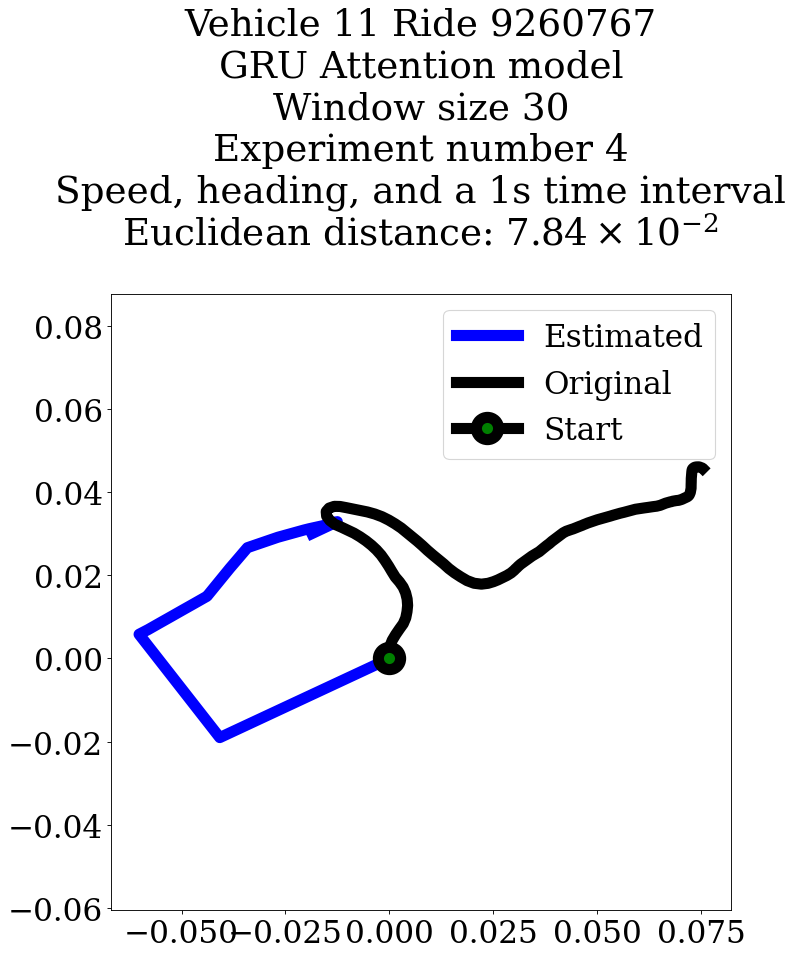 Vehicle 11 Ride 9260767
GRU Attention model
Window size 30
Experiment number 4
Speed, heading, and a 1s time interval
Euclidean distance: 7.84 × 10⁻²
Estimated
Original
Start
0.08
0.06
0.04
0.02
0.00
−0.02
−0.04
−0.06
−0.050 −0.025 0.000 0.025 0.050 0.075